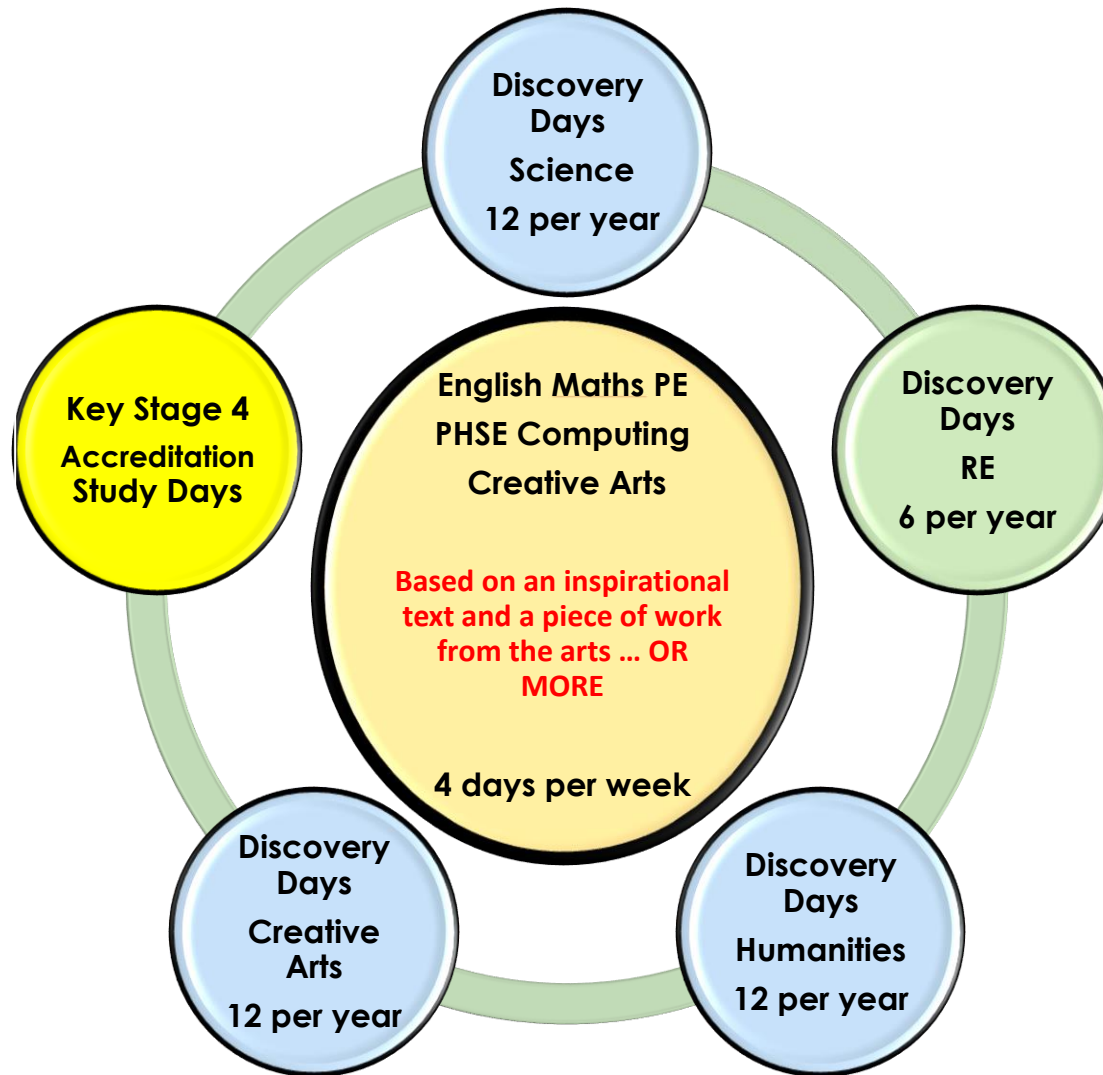 Discovery
Days
Science
12 per year
Discovery
Days
RE
6 per year
Discovery
Days
Humanities
12 per year
Discovery
Days
Creative
Arts
12 per year
Key Stage 4
Accreditation
Study Days
English Maths PE
PHSE Computing
Creative Arts
Based on an inspirational
text and a piece of work
from the arts ... OR
MORE
4 days per week